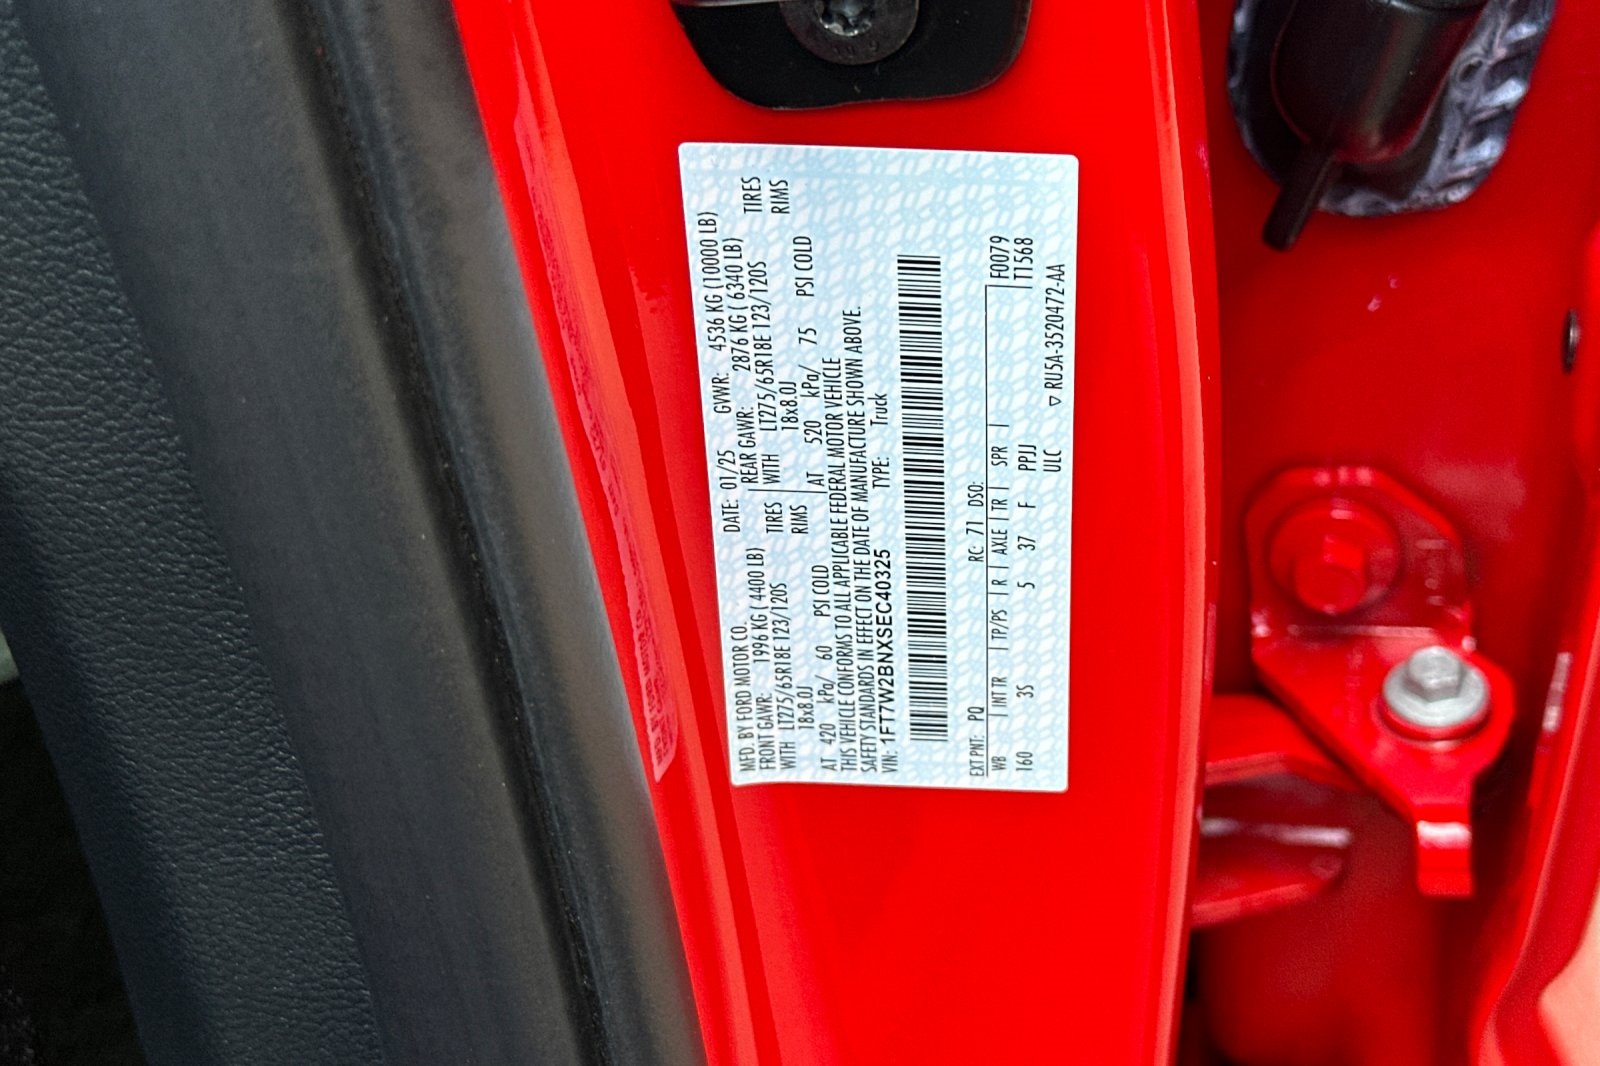 MFD. BY FORD MOTOR CO.
DATE: 01/25 GVWR: 4536 KG (10000 LB)
FRONT GAWR: 1996 KG ( 4400 LB)
REAR GAWR: 2876 KG ( 6340 LB)
WITH LT275/65R18E 123/120S TIRES
WITH LT275/65R18E 123/120S TIRES
18x8.0J RIMS
18x8.0J RIMS
AT 420 kPa/ 60 PSI COLD
AT 520 kPa/ 75 PSI COLD
THIS VEHICLE CONFORMS TO ALL APPLICABLE FEDERAL MOTOR VEHICLE
SAFETY STANDARDS IN EFFECT ON THE DATE OF MANUFACTURE SHOWN ABOVE.
VIN: 1FT7W2BNXSEC40325 TYPE: Truck
EXT PNT: PQ RC: 71 DSO:
WB | INT TR | TP/PS | R | AXLE | TR | SPR | F0079
160 3S 5 37 F PPJJ T1568
ULC ▽ RU5A-3520472-AA